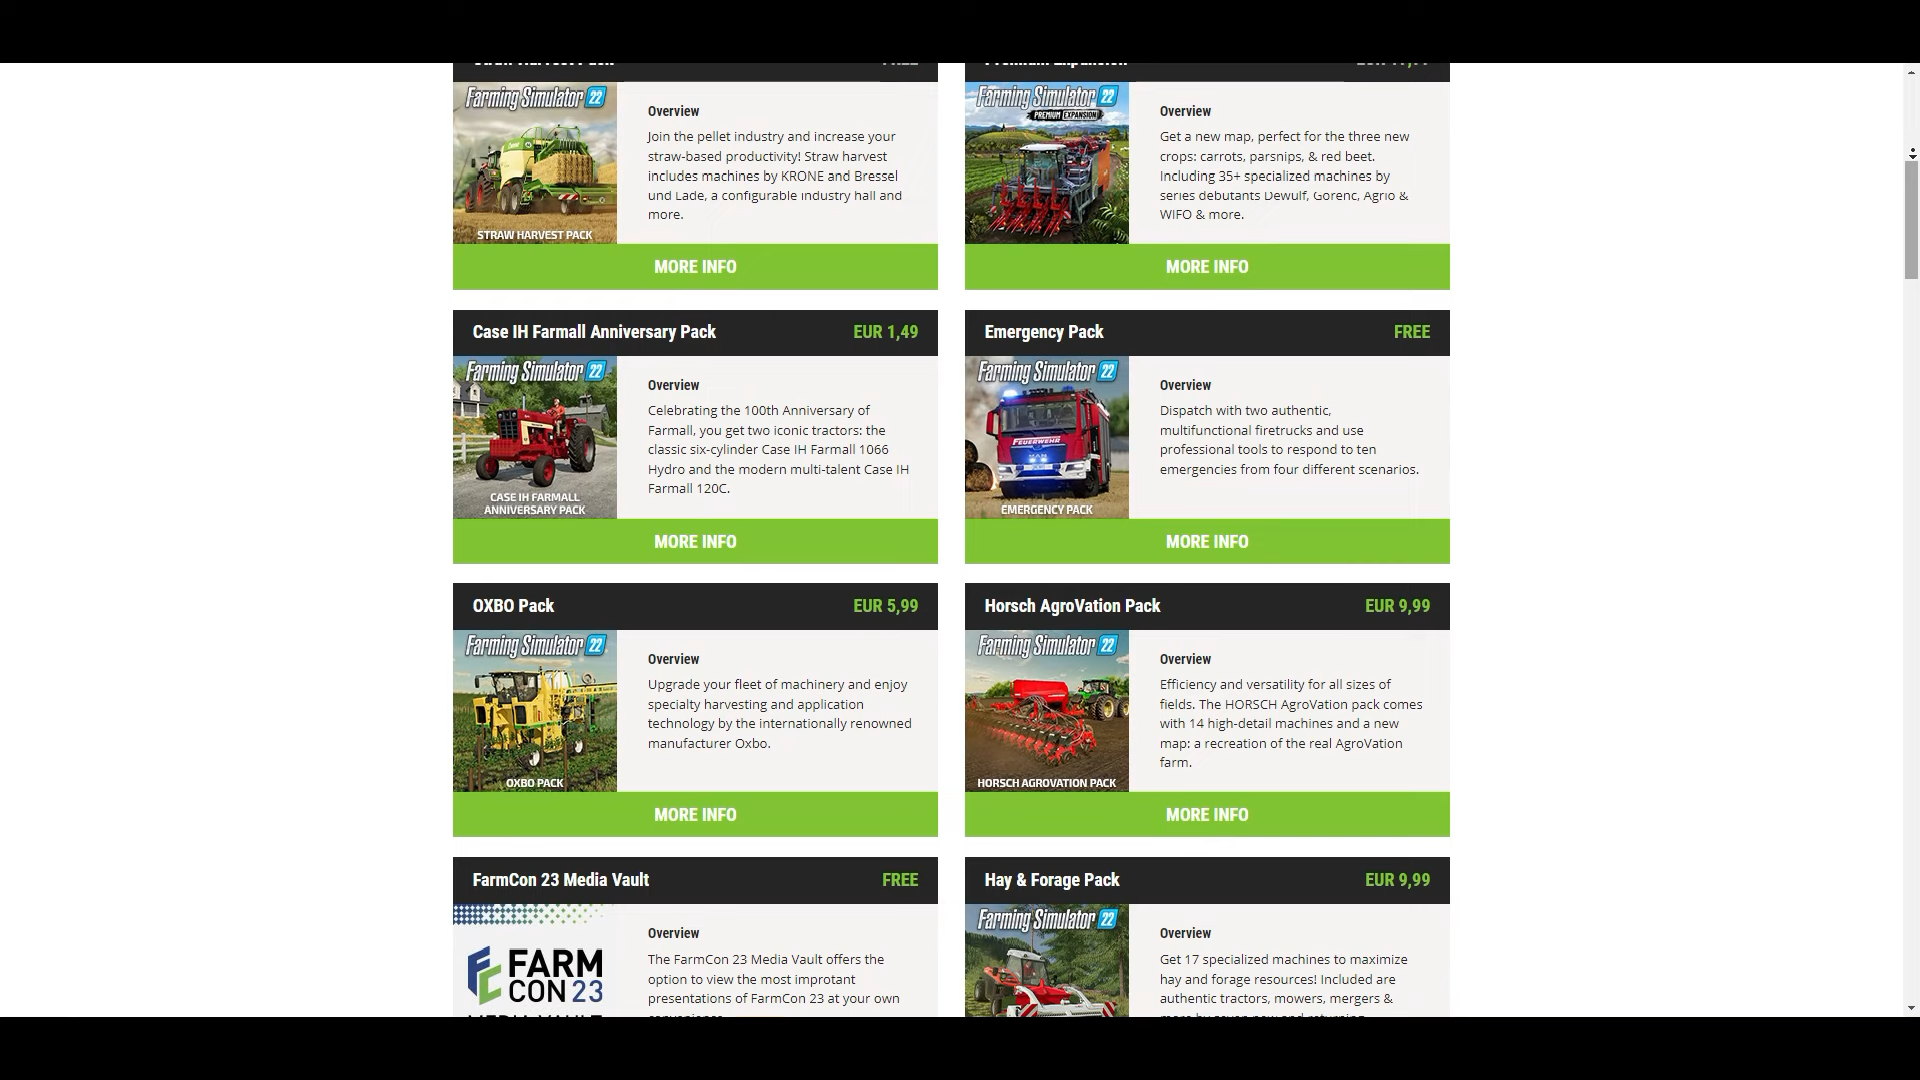 Farming Simulator 22
STRAW HARVEST PACK
Overview
Join the pellet industry and increase your
straw-based productivity! Straw harvest
includes machines by KRONE and Bressel
und Lade, a configurable industry hall and
more.
MORE INFO
Farming Simulator 22
PREMIUM EXPANSION
Overview
Get a new map, perfect for the three new
crops: carrots, parsnips, & red beet.
Including 35+ specialized machines by
series debutants Dewulf, Gorenc, Agrio &
WIFO & more.
MORE INFO
Case IH Farmall Anniversary Pack EUR 1,49
Farming Simulator 22
CASE IH FARMALL
ANNIVERSARY PACK
Overview
Celebrating the 100th Anniversary of
Farmall, you get two iconic tractors: the
classic six-cylinder Case IH Farmall 1066
Hydro and the modern multi-talent Case IH
Farmall 120C.
MORE INFO
Emergency Pack FREE
Farming Simulator 22
FEUERWEHR
MAN
EMERGENCY PACK
Overview
Dispatch with two authentic,
multifunctional firetrucks and use
professional tools to respond to ten
emergencies from four different scenarios.
MORE INFO
OXBO Pack EUR 5,99
Farming Simulator 22
OXBO PACK
Overview
Upgrade your fleet of machinery and enjoy
specialty harvesting and application
technology by the internationally renowned
manufacturer Oxbo.
MORE INFO
Horsch AgroVation Pack EUR 9,99
Farming Simulator 22
HORSCH AGROVATION PACK
Overview
Efficiency and versatility for all sizes of
fields. The HORSCH AgroVation pack comes
with 14 high-detail machines and a new
map: a recreation of the real AgroVation
farm.
MORE INFO
FarmCon 23 Media Vault FREE
FC FARM
CON 23
Overview
The FarmCon 23 Media Vault offers the
option to view the most improtant
presentations of FarmCon 23 at your own
Hay & Forage Pack EUR 9,99
Farming Simulator 22
Overview
Get 17 specialized machines to maximize
hay and forage resources! Included are
authentic tractors, mowers, mergers &